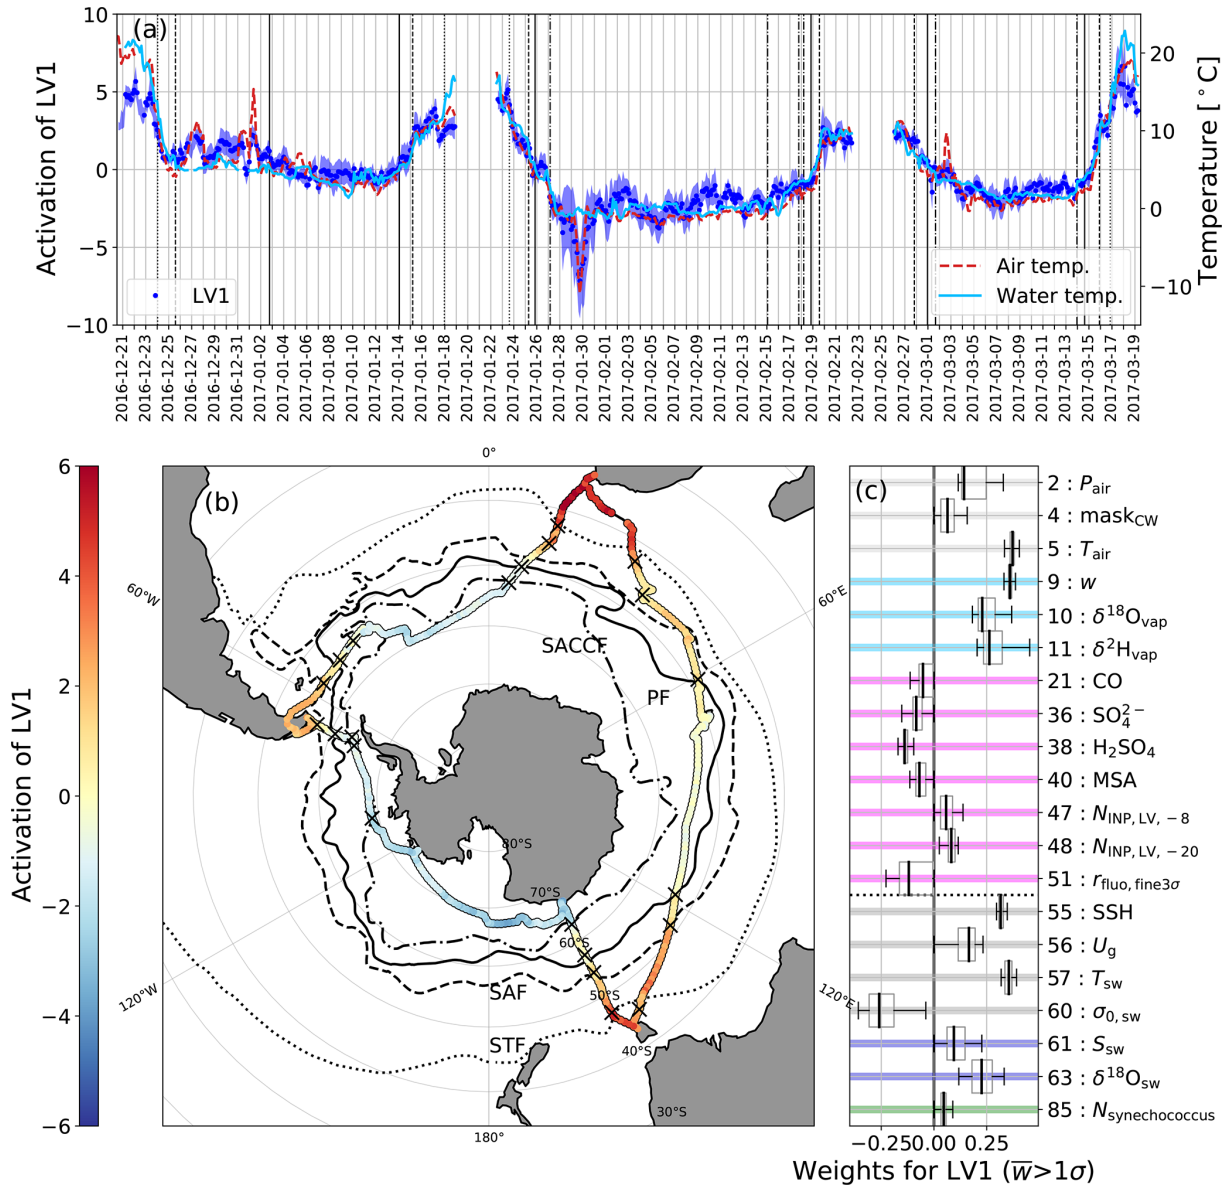 (a)
Activation of LV1
10
5
0
−5
−10
LV1
Air temp.
Water temp.
20
10
0
−10
Temperature [ °C]
2016-12-21
2016-12-23
2016-12-25
2016-12-27
2016-12-29
2016-12-31
2017-01-02
2017-01-04
2017-01-06
2017-01-08
2017-01-10
2017-01-12
2017-01-14
2017-01-16
2017-01-18
2017-01-20
2017-01-22
2017-01-24
2017-01-26
2017-01-28
2017-01-30
2017-02-01
2017-02-03
2017-02-05
2017-02-07
2017-02-09
2017-02-11
2017-02-13
2017-02-15
2017-02-17
2017-02-19
2017-02-21
2017-02-23
2017-02-25
2017-02-27
2017-03-01
2017-03-03
2017-03-05
2017-03-07
2017-03-09
2017-03-11
2017-03-13
2017-03-15
2017-03-17
2017-03-19
Activation of LV1
6
4
2
0
−2
−4
−6
(b)
0°
60°W
60°E
120°W
120°E
180°
SACCF
PF
SAF
STF
80°S
70°S
60°S
50°S
40°S
30°S
(c)
2 : P_air
4 : mask_CW
5 : T_air
9 : w
10 : δ¹⁸O_vap
11 : δ²H_vap
21 : CO
36 : SO₄²⁻
38 : H₂SO₄
40 : MSA
47 : N_INP, LV, −8
48 : N_INP, LV, −20
51 : r_fluo, fine3σ
55 : SSH
56 : U_g
57 : T_sw
60 : σ_0, sw
61 : S_sw
63 : δ¹⁸O_sw
85 : N_synechococcus
−0.25 0.00 0.25
Weights for LV1 (w̅>1σ)